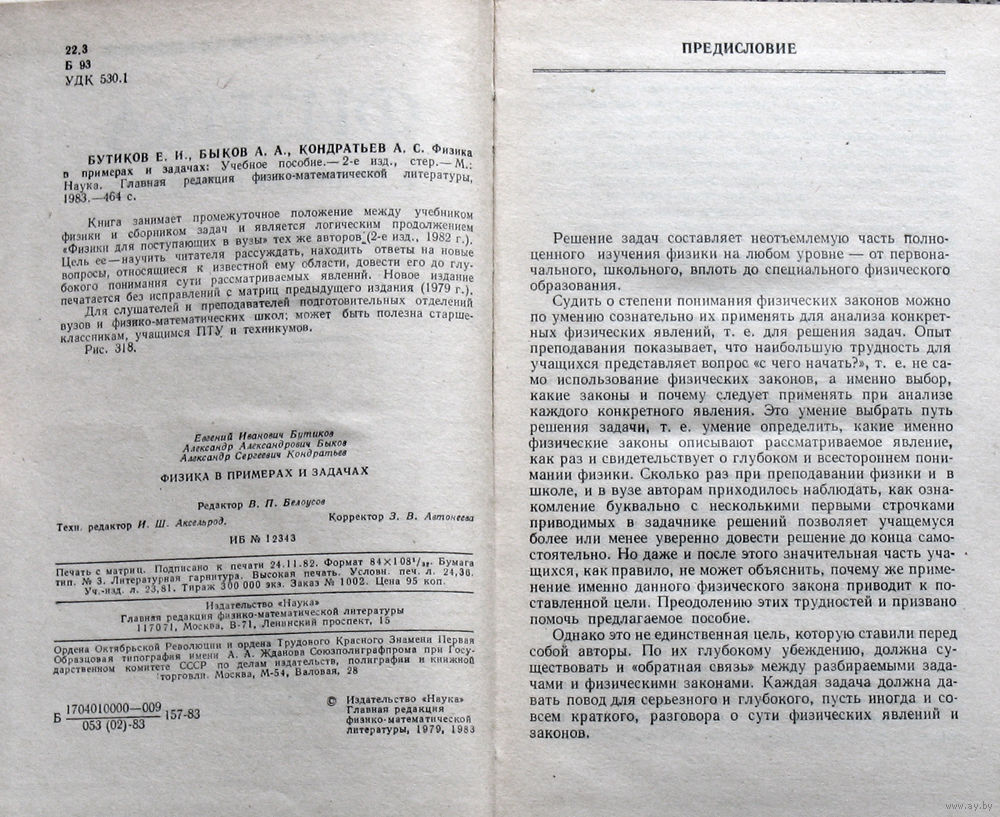 22.3
Б 93
УДК 530.1
БУТИКОВ Е. И., БЫКОВ А. А., КОНДРАТЬЕВ А. С. Физика
в примерах и задачах: Учебное пособие.— 2-е изд., стер.— М.:
Наука. Главная редакция физико-математической литературы,
1983.—464 с.
Книга занимает промежуточное положение между учебником
физики и сборником задач и является логическим продолжением
«Физики для поступающих в вузы» тех же авторов (2-е изд., 1982 г.).
Цель ее—научить читателя рассуждать, находить ответы на новые
вопросы, относящиеся к известной ему области, довести его до глу-
бокого понимания сути рассматриваемых явлений. Новое издание
печатается без исправлений с матриц предыдущего издания (1979 г.).
Для слушателей и преподавателей подготовительных отделений
вузов и физико-математических школ; может быть полезна старше-
классникам, учащимся ПТУ и техникумов.
Рис. 318.
Евгений Иванович Бутиков
Александр Александрович Быков
Александр Сергеевич Кондратьев
ФИЗИКА В ПРИМЕРАХ И ЗАДАЧАХ
Редактор В. П. Белоусов
Техн. редактор И. Ш. Аксельрод. Корректор З. В. Автонеева
ИБ № 12343
Печать с матриц. Подписано к печати 24.11.82. Формат 84×108¹/₃₂. Бумага
тип. № 3. Литературная гарнитура. Высокая печать. Условн. печ. л. 24,36.
Уч.-изд. л. 23,81. Тираж 300 000 экз. Заказ № 1002. Цена 95 коп.
Издательство «Наука»
Главная редакция физико-математической литературы
117071, Москва, В-71, Ленинский проспект, 15
Ордена Октябрьской Революции и ордена Трудового Красного Знамени Первая
Образцовая типография имени А. А. Жданова Союзполиграфпрома при Госу-
дарственном комитете СССР по делам издательств, полиграфии и книжной
торговли. Москва, М-54, Валовая, 28
Б 1704010000—009
053 (02)-83 157-83
© Издательство «Наука»
Главная редакция
физико-математической
литературы, 1979, 1983
ПРЕДИСЛОВИЕ
Решение задач составляет неотъемлемую часть полно-
ценного изучения физики на любом уровне — от первона-
чального, школьного, вплоть до специального физического
образования.
Судить о степени понимания физических законов можно
по умению сознательно их применять для анализа конкрет-
ных физических явлений, т. е. для решения задач. Опыт
преподавания показывает, что наибольшую трудность для
учащихся представляет вопрос «с чего начать?», т. е. не са-
мо использование физических законов, а именно выбор,
какие законы и почему следует применять при анализе
каждого конкретного явления. Это умение выбрать путь
решения задачи, т. е. умение определить, какие именно
физические законы описывают рассматриваемое явление,
как раз и свидетельствует о глубоком и всестороннем пони-
мании физики. Сколько раз при преподавании физики и в
школе, и в вузе авторам приходилось наблюдать, как озна-
комление буквально с несколькими первыми строчками
приводимых в задачнике решений позволяет учащемуся
более или менее уверенно довести решение до конца само-
стоятельно. Но даже и после этого значительная часть уча-
щихся, как правило, не может объяснить, почему же приме-
нение именно данного физического закона приводит к по-
ставленной цели. Преодолению этих трудностей и призвано
помочь предлагаемое пособие.
Однако это не единственная цель, которую ставили перед
собой авторы. По их глубокому убеждению, должна су-
ществовать и «обратная связь» между разбираемыми зада-
чами и физическими законами. Каждая задача должна да-
вать повод для серьезного и глубокого, пусть иногда и со-
всем краткого, разговора о сути физических явлений и
законов.
www.ay.by